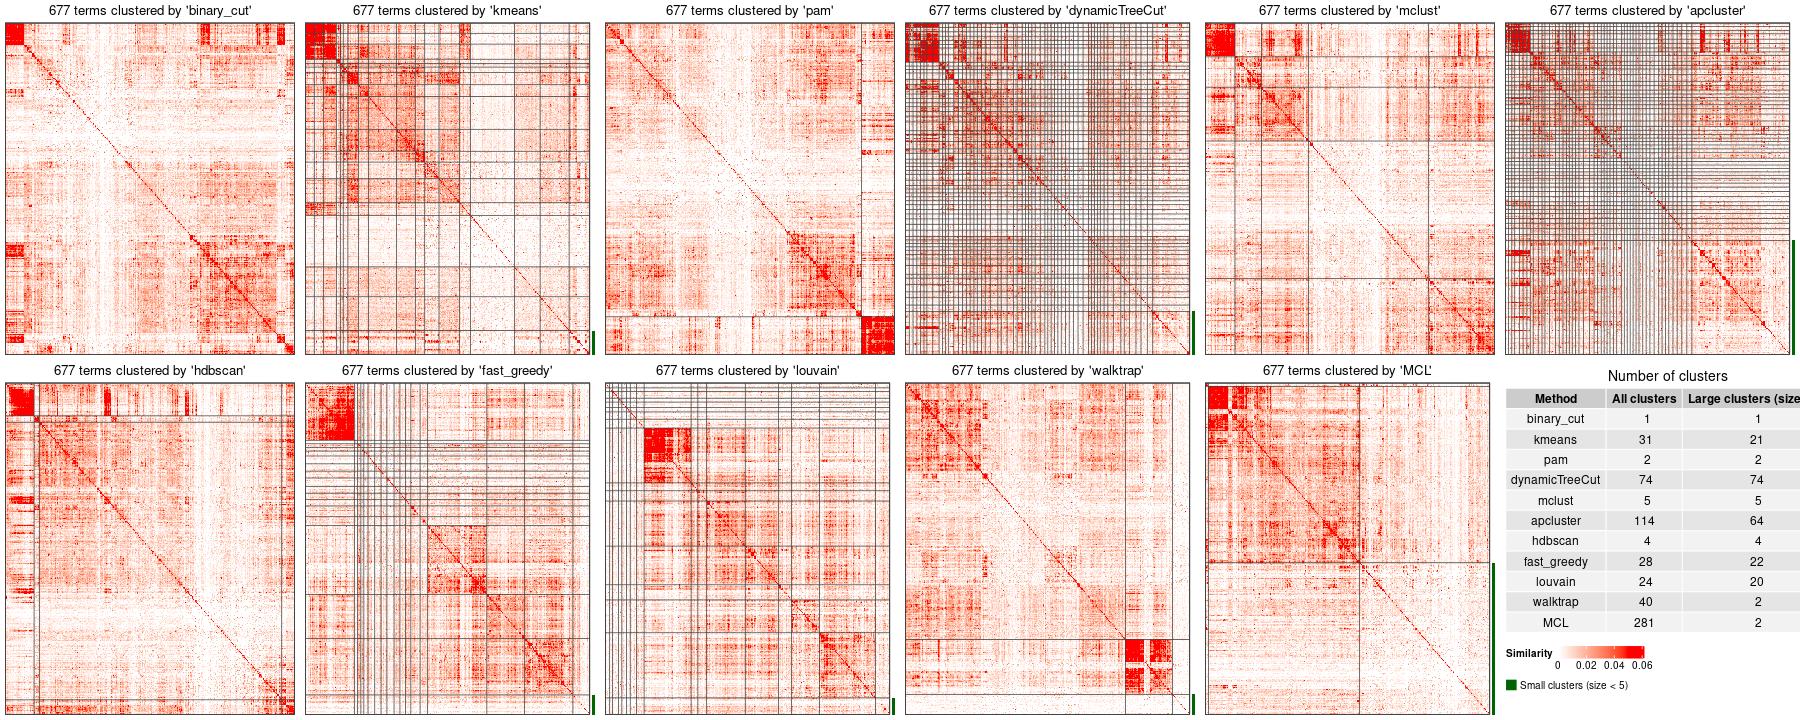 677 terms clustered by 'binary_cut'
677 terms clustered by 'kmeans'
677 terms clustered by 'pam'
677 terms clustered by 'dynamicTreeCut'
677 terms clustered by 'mclust'
677 terms clustered by 'apcluster'
677 terms clustered by 'hdbscan'
677 terms clustered by 'fast_greedy'
677 terms clustered by 'louvain'
677 terms clustered by 'walktrap'
677 terms clustered by 'MCL'
Number of clusters
Method All clusters Large clusters (size
binary_cut 1 1
kmeans 31 21
pam 2 2
dynamicTreeCut 74 74
mclust 5 5
apcluster 114 64
hdbscan 4 4
fast_greedy 28 22
louvain 24 20
walktrap 40 2
MCL 281 2
Similarity
0 0.02 0.04 0.06
Small clusters (size < 5)